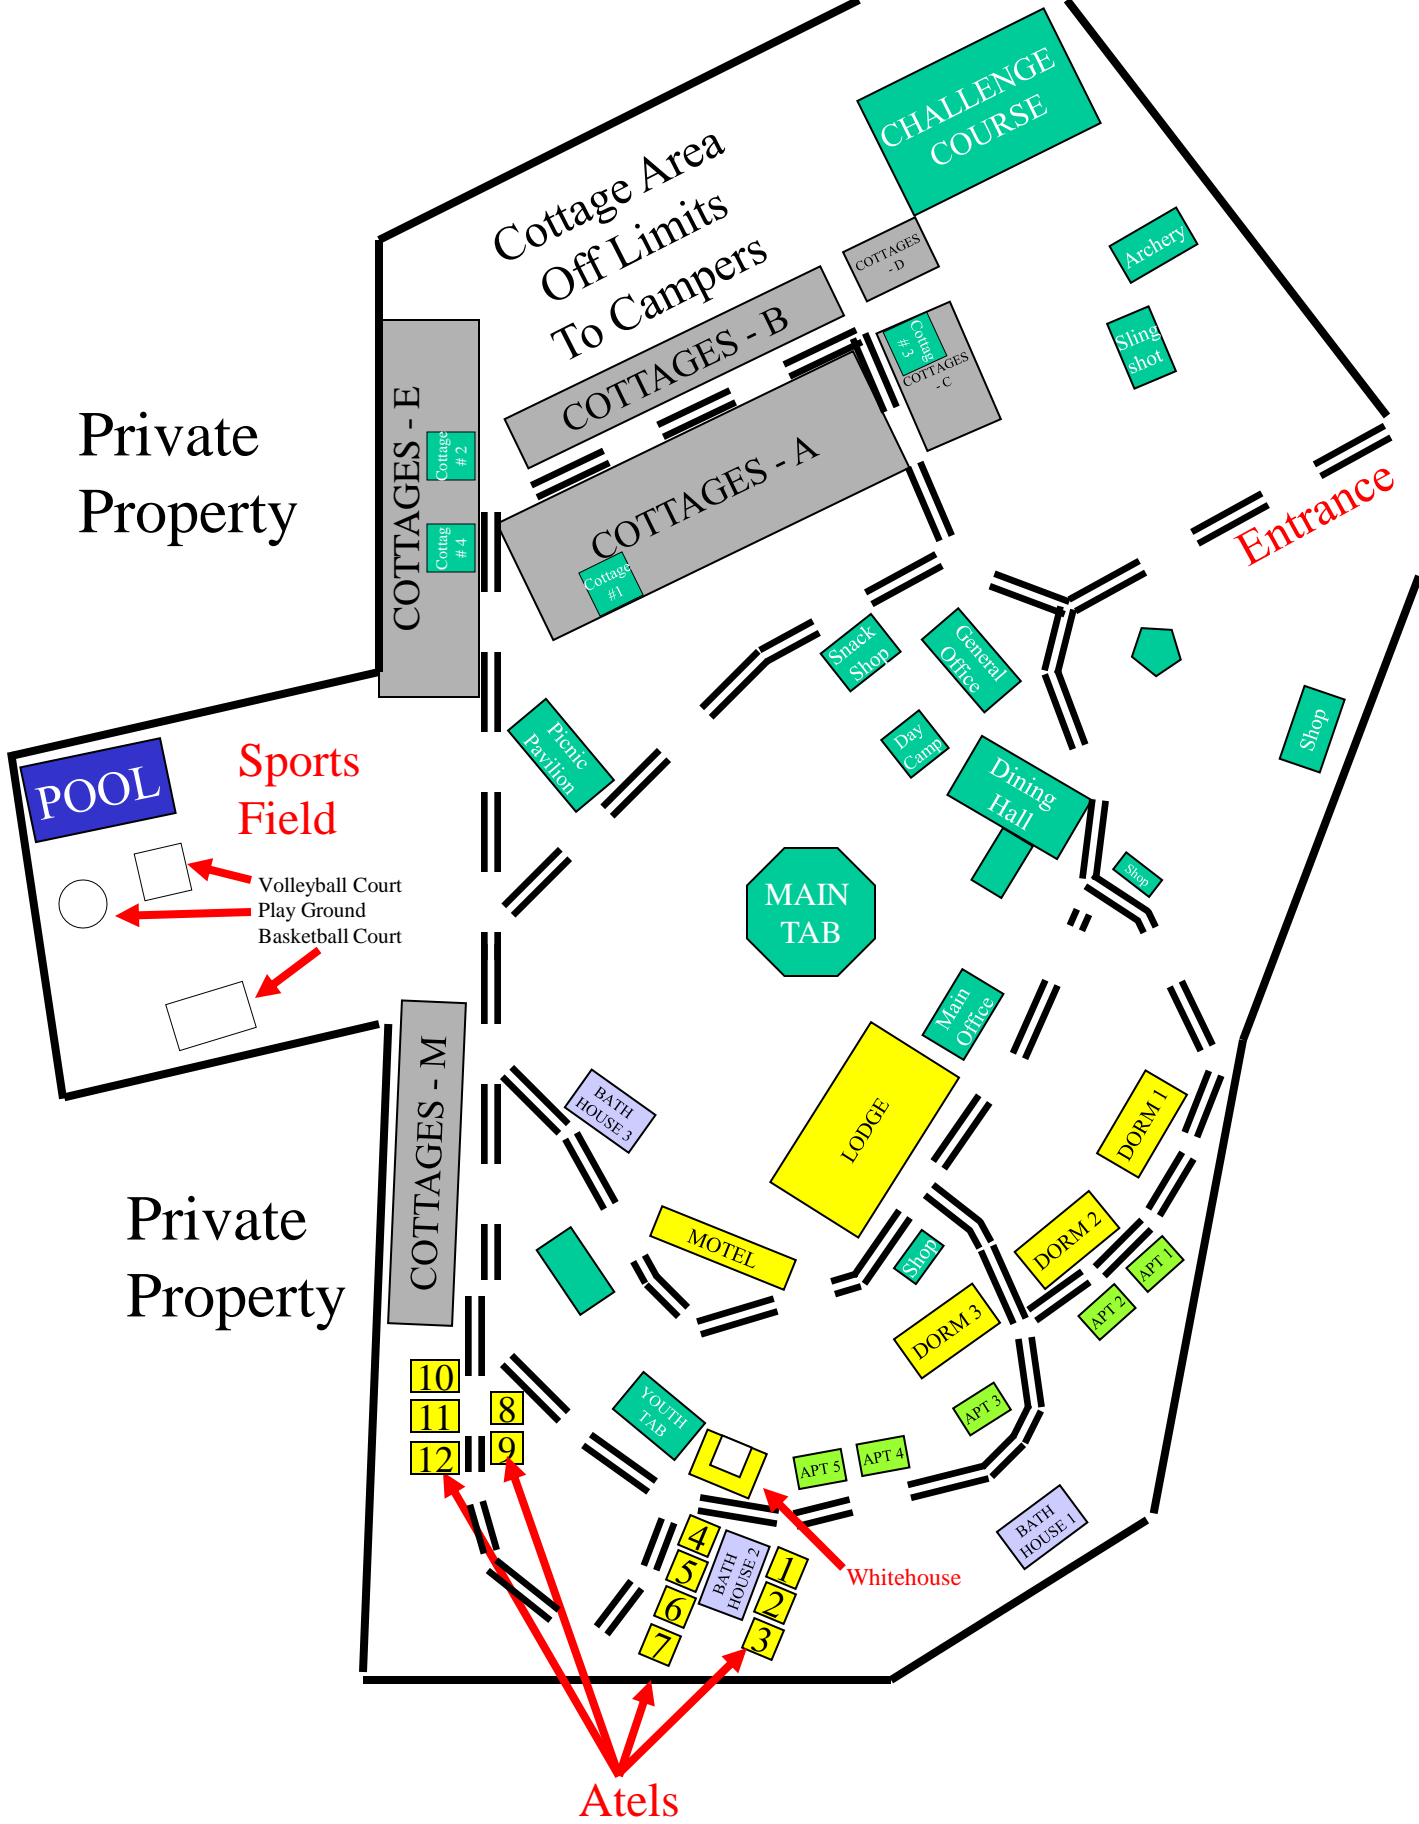 CHALLENGE
COURSE
Cottage Area
Off Limits
To Campers
COTTAGES
- D
Archery
Sling
shot
COTTAGES - B
Cottag
# 3
COTTAGES
- C
COTTAGES - E
Cottage
# 2
Cottag
# 4
COTTAGES - A
Cottage
#1
Private
Property
Entrance
Snack
Shop
General
Office
Picnic
Pavilion
Day
Camp
Dining
Hall
Shop
Shop
POOL
Sports
Field
Volleyball Court
Play Ground
Basketball Court
MAIN
TAB
Main
Office
COTTAGES - M
BATH
HOUSE 3
LODGE
DORM 1
Private
Property
MOTEL
Shop
DORM 2
APT 1
APT 2
DORM 3
10
11
12
8
9
YOUTH
TAB
APT 3
APT 4
APT 5
BATH
HOUSE 1
4
5
6
7
BATH
HOUSE 2
1
2
3
Whitehouse
Atels